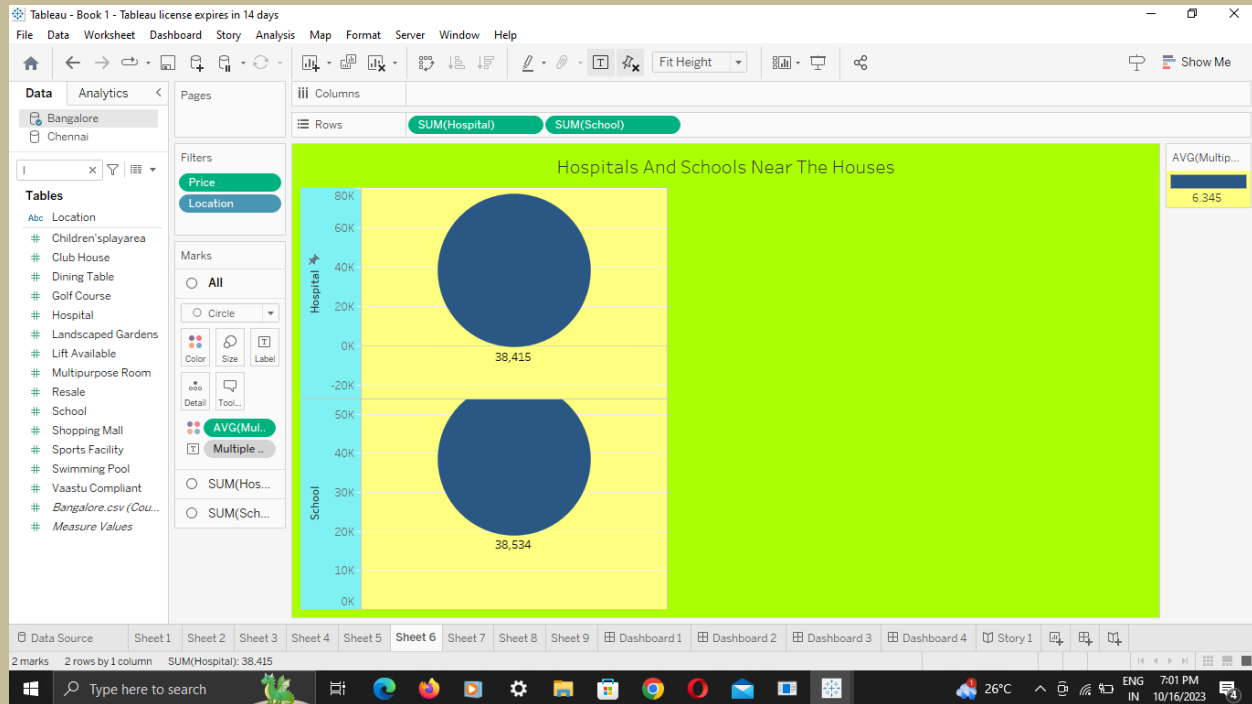 Tableau - Book 1 - Tableau license expires in 14 days
File Data Worksheet Dashboard Story Analysis Map Format Server Window Help
Fit Height
Show Me
Data Analytics
Bangalore
Chennai
l
Tables
Abc Location
# Children'splayarea
# Club House
# Dining Table
# Golf Course
# Hospital
# Landscaped Gardens
# Lift Available
# Multipurpose Room
# Resale
# School
# Shopping Mall
# Sports Facility
# Swimming Pool
# Vaastu Compliant
# Bangalore.csv (Cou...
# Measure Values
Pages
Filters
Price
Location
Marks
All
Circle
Color Size Label
Detail Tool...
AVG(Mul..
T Multiple ..
SUM(Hos...
SUM(Sch...
Columns
Rows SUM(Hospital) SUM(School)
Hospitals And Schools Near The Houses
Hospital
80K
60K
40K
20K
0K
-20K
38,415
School
50K
40K
30K
20K
10K
0K
38,534
AVG(Multip...
6.345
Data Source Sheet 1 Sheet 2 Sheet 3 Sheet 4 Sheet 5 Sheet 6 Sheet 7 Sheet 8 Sheet 9 Dashboard 1 Dashboard 2 Dashboard 3 Dashboard 4 Story 1
2 marks 2 rows by 1 column SUM(Hospital): 38,415
Type here to search
1
26°C
ENG
IN
7:01 PM
10/16/2023
4